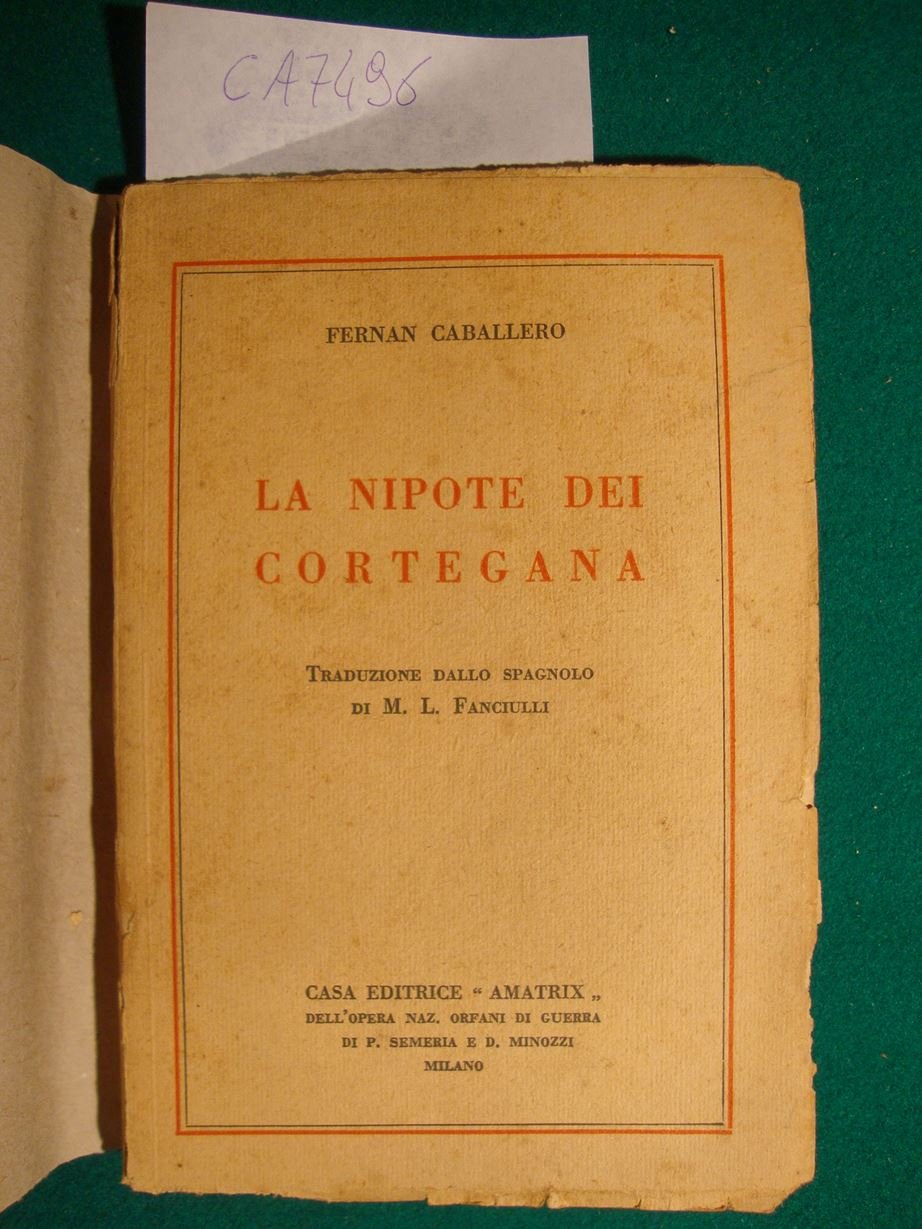 CA7496
FERNAN CABALLERO
LA NIPOTE DEI
CORTEGANA
TRADUZIONE DALLO SPAGNOLO
DI M. L. FANCIULLI
CASA EDITRICE “ AMATRIX „
DELL'OPERA NAZ. ORFANI DI GUERRA
DI P. SEMERIA E D. MINOZZI
MILANO